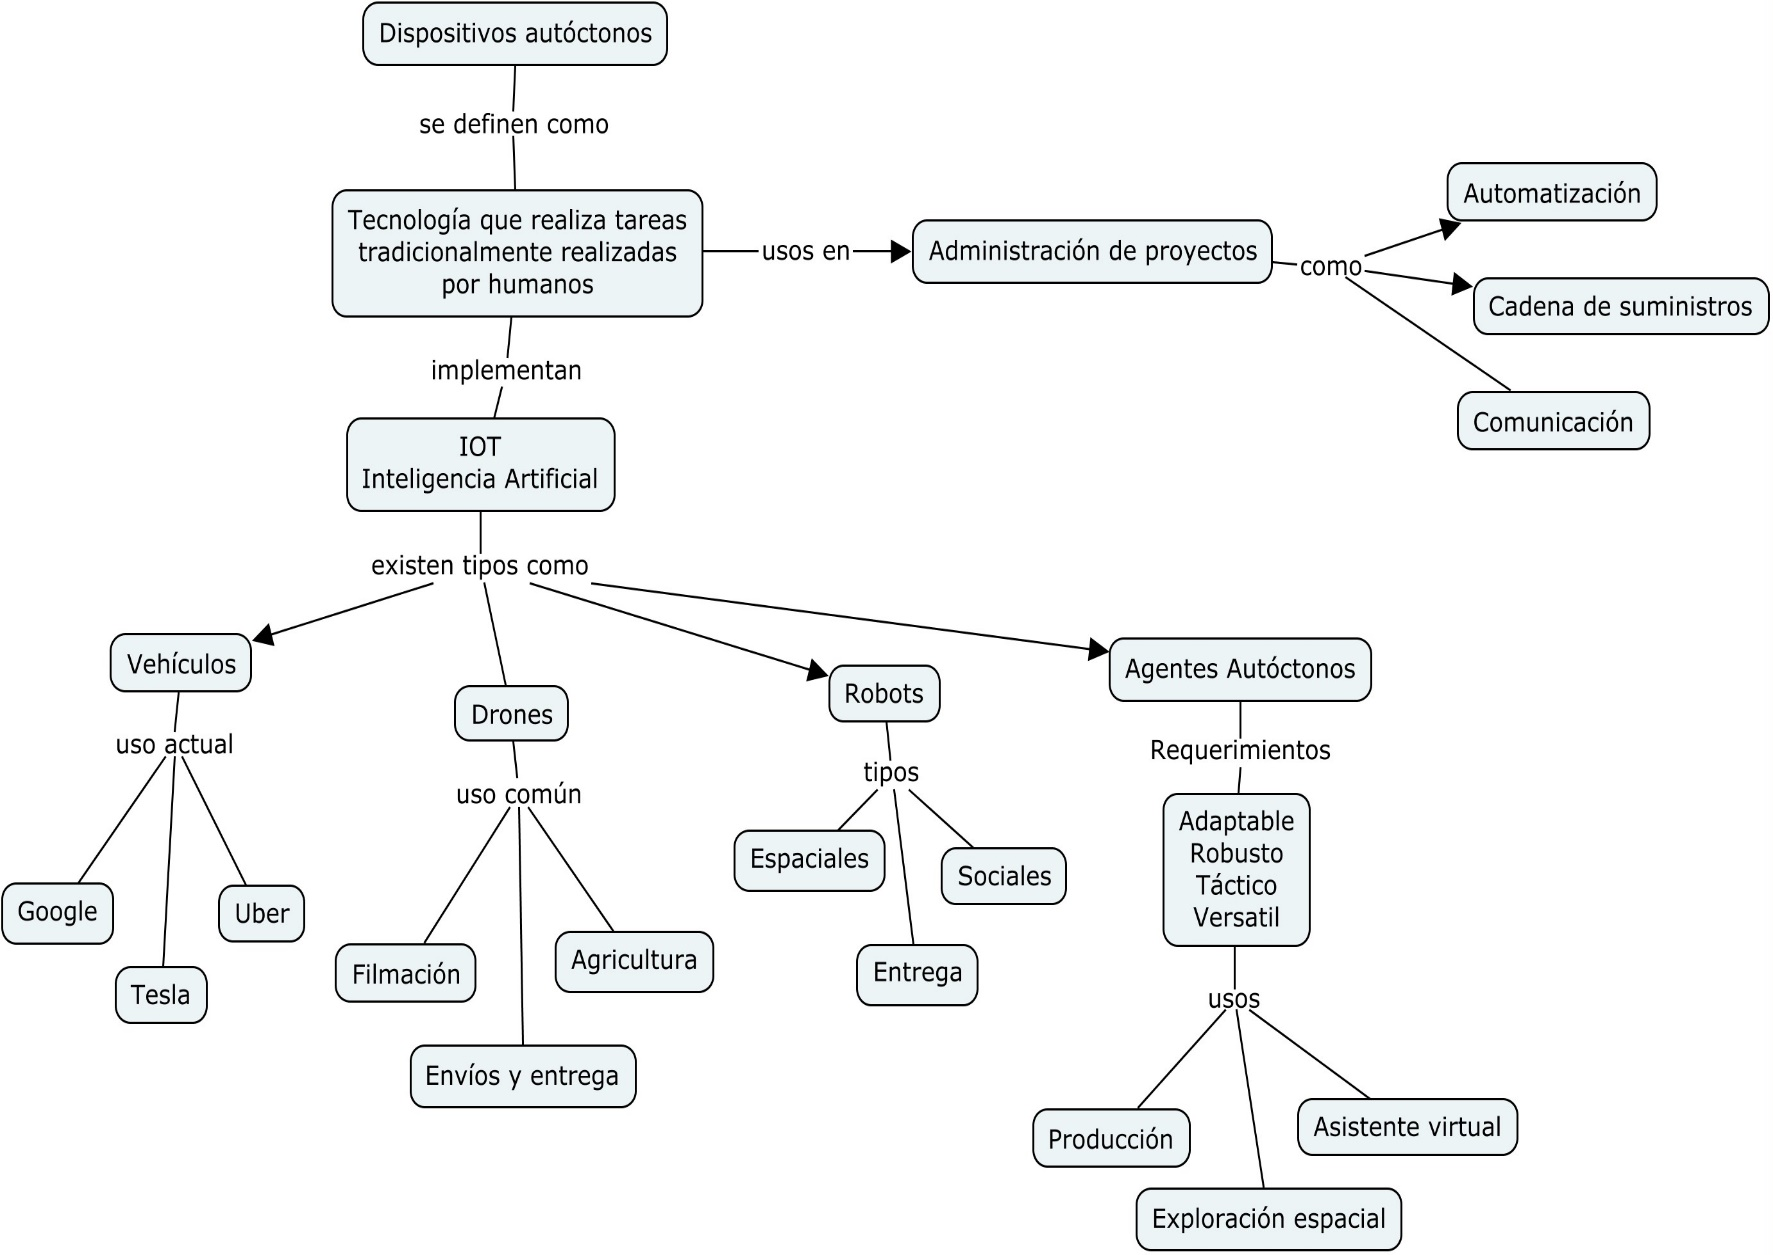 Dispositivos autóctonos
se definen como
Tecnología que realiza tareas
tradicionalmente realizadas
por humanos
usos en
Administración de proyectos
como
Automatización
Cadena de suministros
Comunicación
implementan
IOT
Inteligencia Artificial
existen tipos como
Vehículos
uso actual
Google
Tesla
Uber
Drones
uso común
Filmación
Envíos y entrega
Agricultura
Robots
tipos
Espaciales
Entrega
Sociales
Agentes Autóctonos
Requerimientos
Adaptable
Robusto
Táctico
Versatil
usos
Producción
Exploración espacial
Asistente virtual